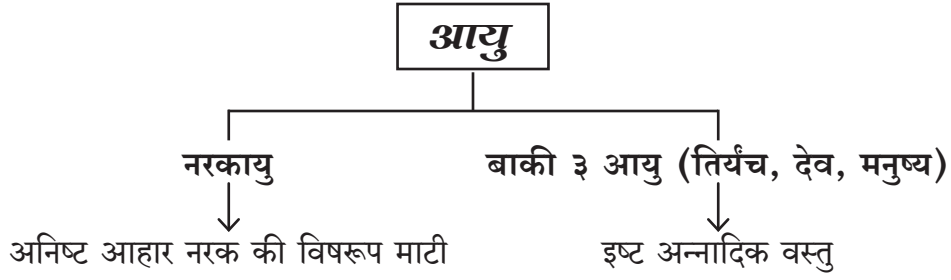 आयु
नरकायु
बाकी ३ आयु (तिर्यंच, देव, मनुष्य)
अनिष्ट आहार नरक की विषरूप माटी
इष्ट अन्नादिक वस्तु